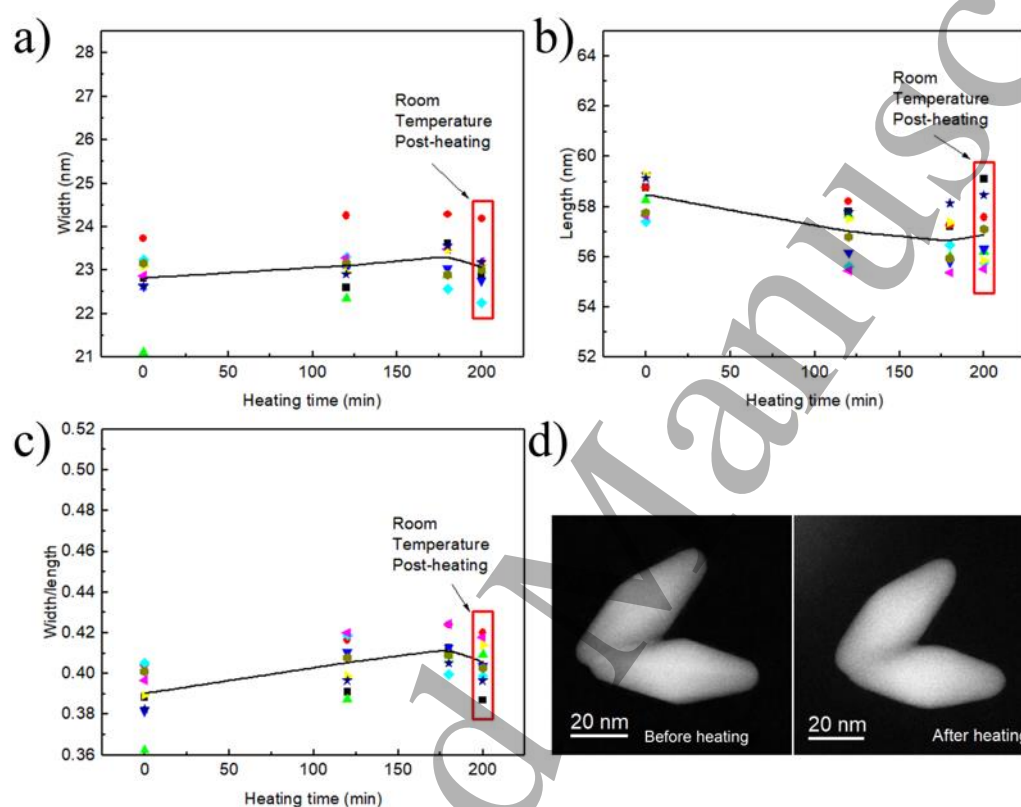 a)
28
27
26
25
24
23
22
21
Width (nm)
0
50
100
150
200
Heating time (min)
Room
Temperature
Post-heating
b)
64
62
60
58
56
54
52
Length (nm)
0
50
100
150
200
Heating time (min)
Room
Temperature
Post-heating
c)
0.52
0.50
0.48
0.46
0.44
0.42
0.40
0.38
0.36
Width/length
0
50
100
150
200
Heating time (min)
Room
Temperature
Post-heating
d)
20 nm
Before heating
20 nm
After heating
d Manusc